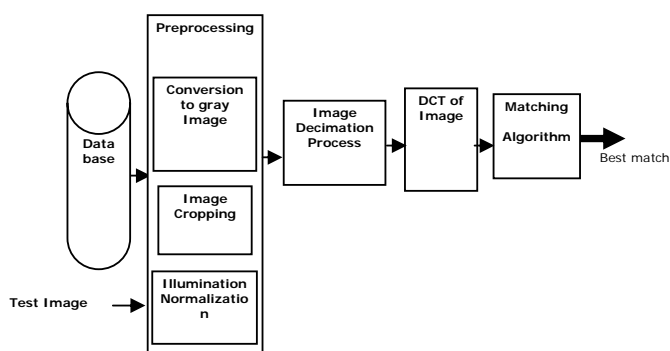 Preprocessing
Data
base
Test Image
Conversion
to gray
Image
Image
Cropping
Illumination
Normalizatio
n
Image
Decimation
Process
DCT of
Image
Matching
Algorithm
Best match